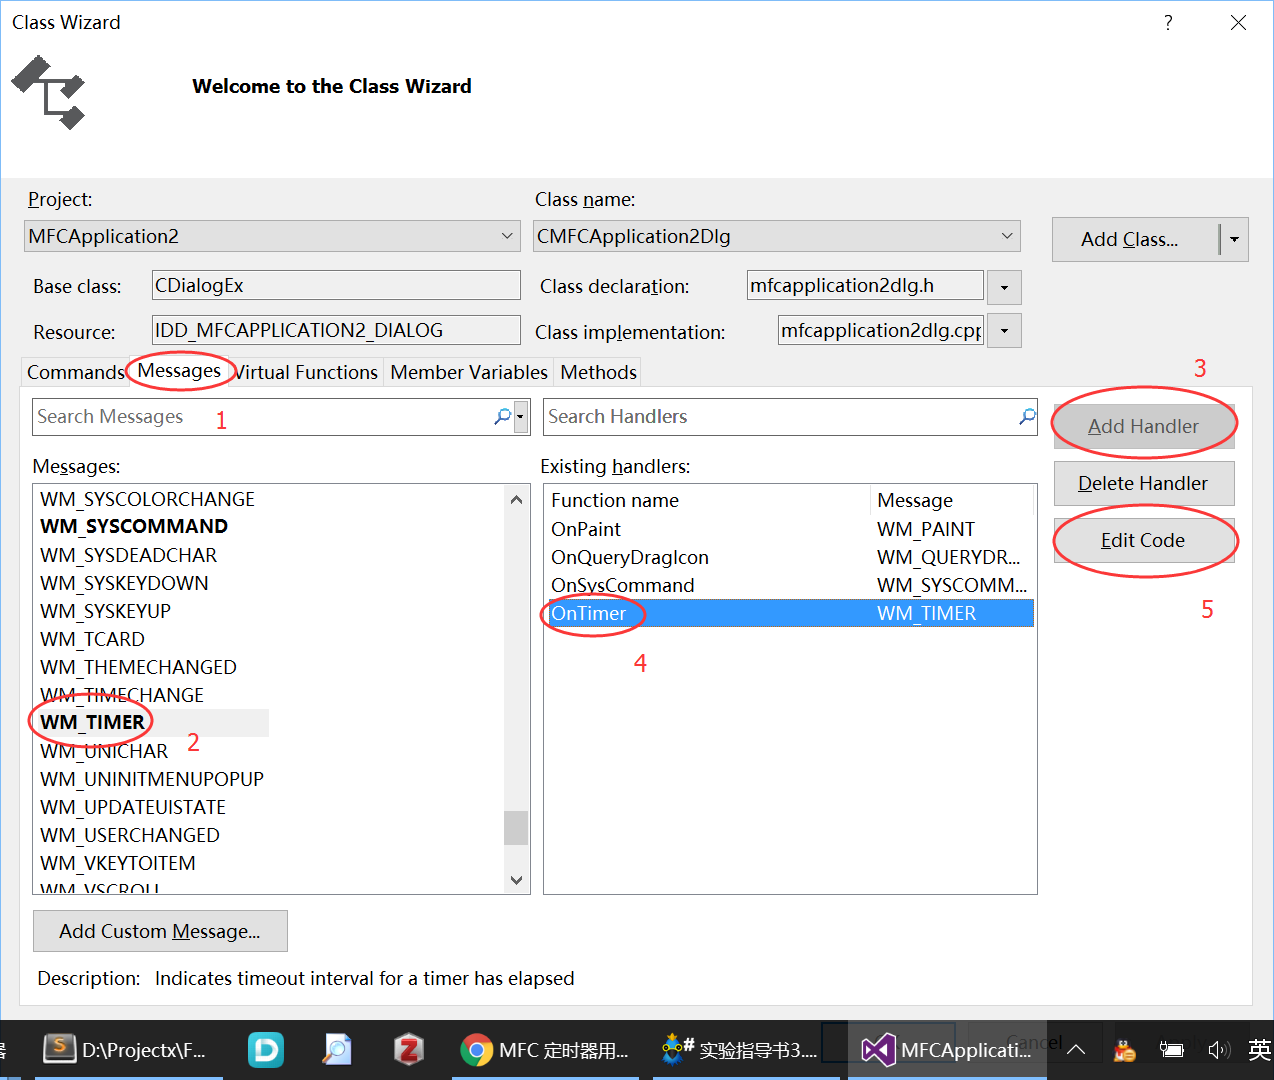 Class Wizard
?
Welcome to the Class Wizard
Project:
Class name:
MFCApplication2
CMFCApplication2Dlg
Add Class...
Base class:
CDialogEx
Class declaration:
mfcapplication2dlg.h
Resource:
IDD_MFCAPPLICATION2_DIALOG
Class implementation:
mfcapplication2dlg.cpp
Commands
Messages
Virtual Functions
Member Variables
Methods
3
Search Messages
1
Search Handlers
Add Handler
Messages:
Existing handlers:
Delete Handler
WM_SYSCOLORCHANGE
WM_SYSCOMMAND
WM_SYSDEADCHAR
WM_SYSKEYDOWN
WM_SYSKEYUP
WM_TCARD
WM_THEMECHANGED
WM_TIMECHANGE
WM_TIMER
2
WM_UNICHAR
WM_UNINITMENUPOPUP
WM_UPDATEUISTATE
WM_USERCHANGED
WM_VKEYTOITEM
WM_VSCROLL
Function name Message
OnPaint WM_PAINT
OnQueryDragIcon WM_QUERYDR...
OnSysCommand WM_SYSCOMM...
OnTimer WM_TIMER
4
Edit Code
5
Add Custom Message...
Description: Indicates timeout interval for a timer has elapsed
D:\Projectx\F...
MFC 定时器用...
实验指导书3....
MFCApplicati...
Cancel
英